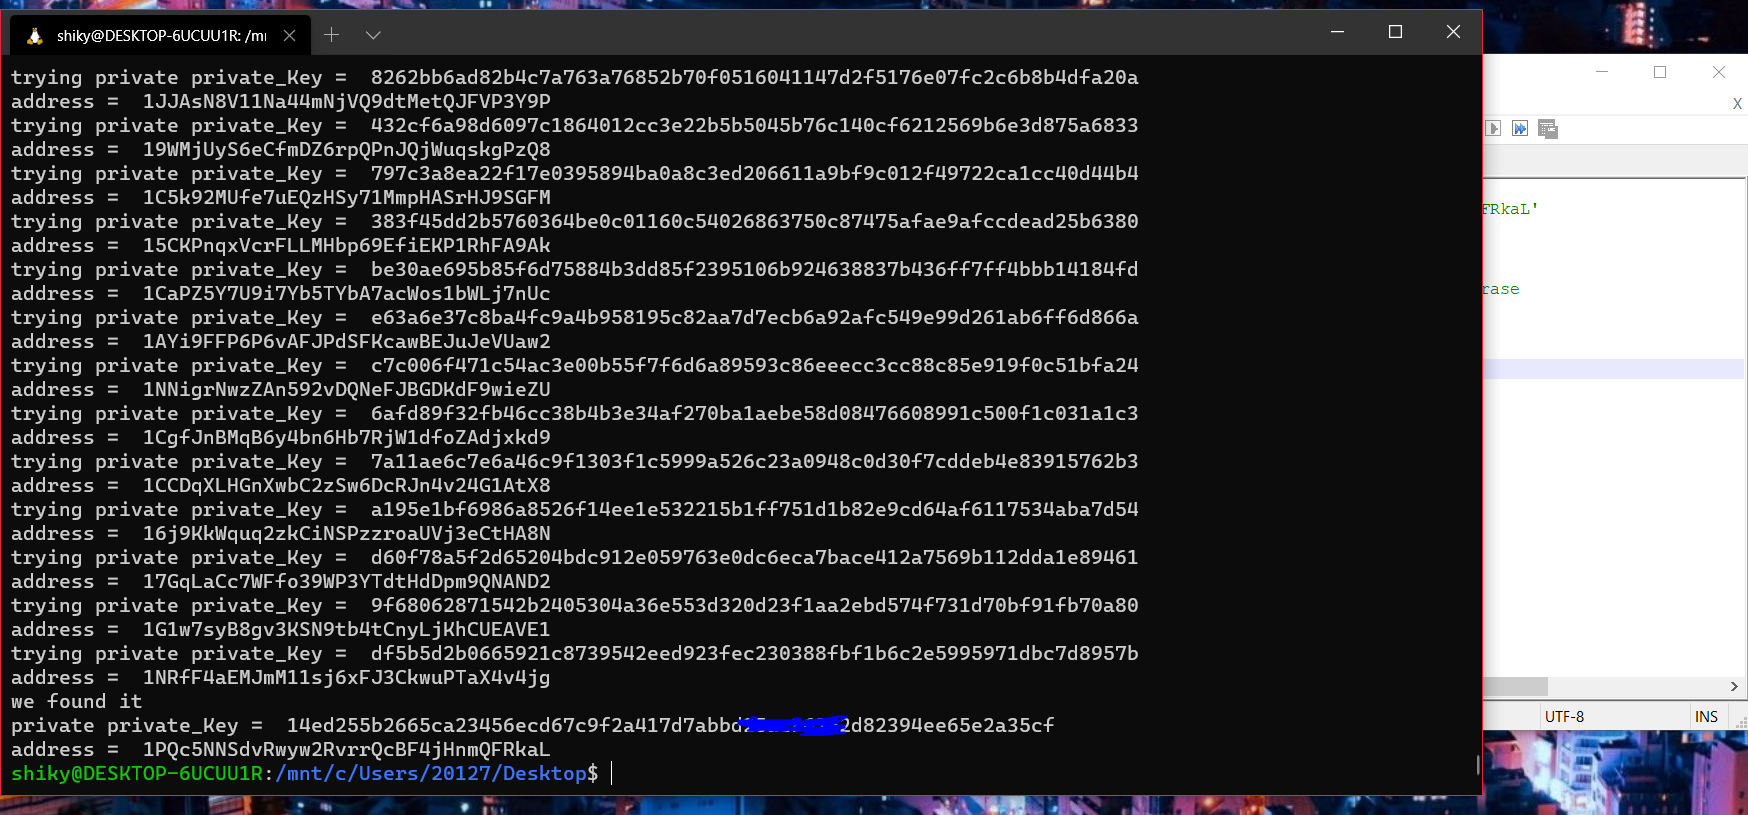 shiky@DESKTOP-6UCUU1R: /mn
trying private private_Key =  8262bb6ad82b4c7a763a76852b70f0516041147d2f5176e07fc2c6b8b4dfa20a
address =  1JJAsN8V11Na44mNjVQ9dtMetQJFVP3Y9P
trying private private_Key =  432cf6a98d6097c1864012cc3e22b5b5045b76c140cf6212569b6e3d875a6833
address =  19WMjUyS6eCfmDZ6rpQPnJQjWuqskgPzQ8
trying private private_Key =  797c3a8ea22f17e0395894ba0a8c3ed206611a9bf9c012f49722ca1cc40d44b4
address =  1C5k92MUfe7uEQzHSy71MmpHASrHJ9SGFM
trying private private_Key =  383f45dd2b5760364be0c01160c54026863750c87475afae9afccdead25b6380
address =  15CKPnqxVcrFLLMHbp69EfiEKP1RhFA9Ak
trying private private_Key =  be30ae695b85f6d75884b3dd85f2395106b924638837b436ff7ff4bbb14184fd
address =  1CaPZ5Y7U9i7Yb5TYbA7acWos1bWLj7nUc
trying private private_Key =  e63a6e37c8ba4fc9a4b958195c82aa7d7ecb6a92afc549e99d261ab6ff6d866a
address =  1AYi9FFP6P6vAFJPdSFKcawBEJuJeVUaw2
trying private private_Key =  c7c006f471c54ac3e00b55f7f6d6a89593c86eeecc3cc88c85e919f0c51bfa24
address =  1NNigrNwzZAn592vDQNeFJBGDKdF9wieZU
trying private private_Key =  6afd89f32fb46cc38b4b3e34af270ba1aebe58d08476608991c500f1c031a1c3
address =  1CgfJnBMqB6y4bn6Hb7RjW1dfoZAdjxkd9
trying private private_Key =  7a11ae6c7e6a46c9f1303f1c5999a526c23a0948c0d30f7cddeb4e83915762b3
address =  1CCDqXLHGnXwbC2zSw6DcRJn4v24G1AtX8
trying private private_Key =  a195e1bf6986a8526f14ee1e532215b1ff751d1b82e9cd64af6117534aba7d54
address =  16j9KkWquq2zkCiNSPzzroaUVj3eCtHA8N
trying private private_Key =  d60f78a5f2d65204bdc912e059763e0dc6eca7bace412a7569b112dda1e89461
address =  17GqLaCc7WFfo39WP3YTdtHdDpm9QNAND2
trying private private_Key =  9f68062871542b2405304a36e553d320d23f1aa2ebd574f731d70bf91fb70a80
address =  1G1w7syB8gv3KSN9tb4tCnyLjKhCUEAVE1
trying private private_Key =  df5b5d2b0665921c8739542eed923fec230388fbf1b6c2e5995971dbc7d8957b
address =  1NRfF4aEMJmM11sj6xFJ3CkwuPTaX4v4jg
we found it
private private_Key =  14ed255b2665ca23456ecd67c9f2a417d7abbd 2d82394ee65e2a35cf
address =  1PQc5NNSdvRwyw2RvrrQcBF4jHnmQFRkaL
shiky@DESKTOP-6UCUU1R:/mnt/c/Users/20127/Desktop$
X
FRkaL'
rase
UTF-8
INS